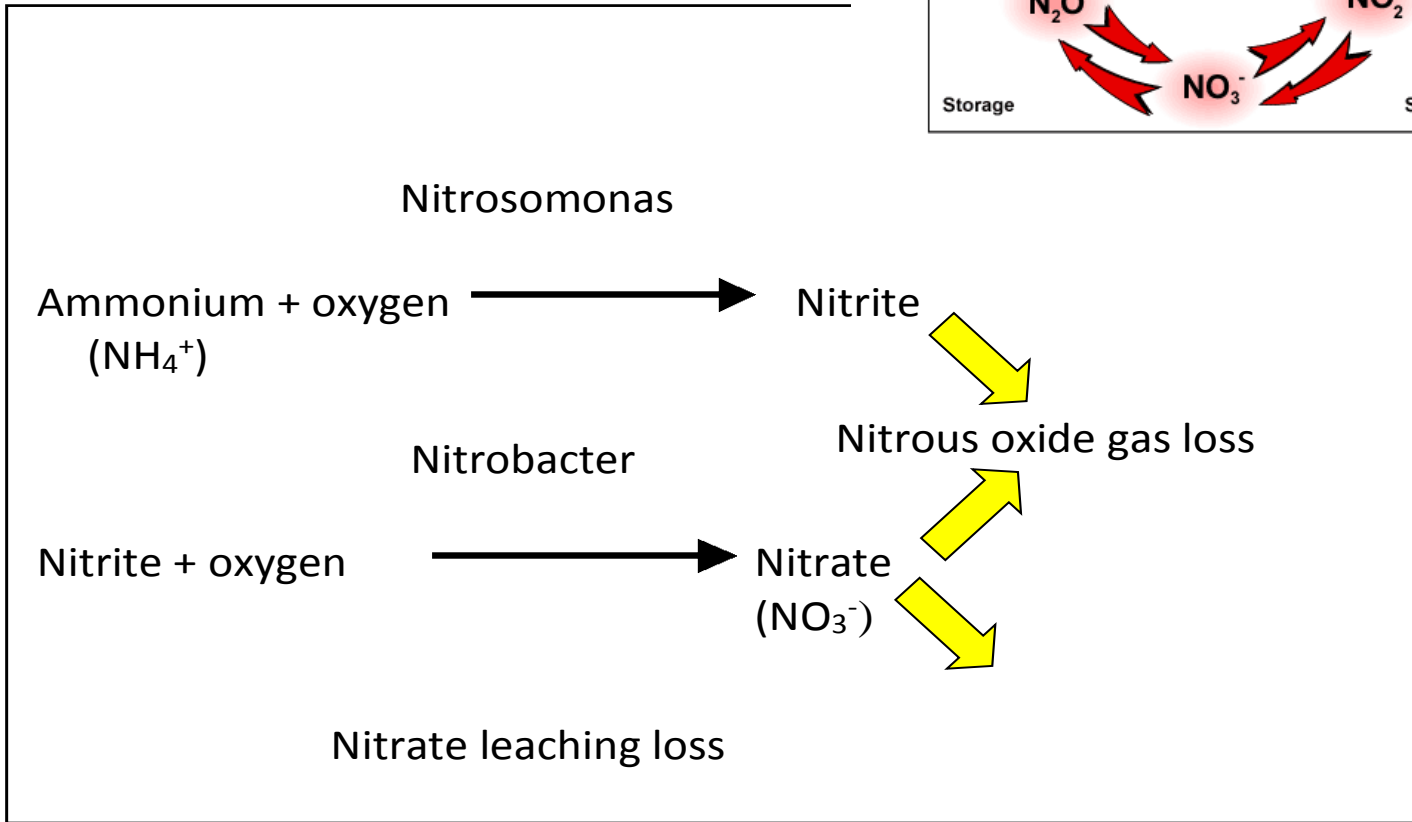 N₂O
NO₂
NO₃⁻
Storage
Nitrosomonas
Ammonium + oxygen
Nitrite
(NH₄⁺)
Nitrous oxide gas loss
Nitrobacter
Nitrite + oxygen
Nitrate
(NO₃⁻)
Nitrate leaching loss